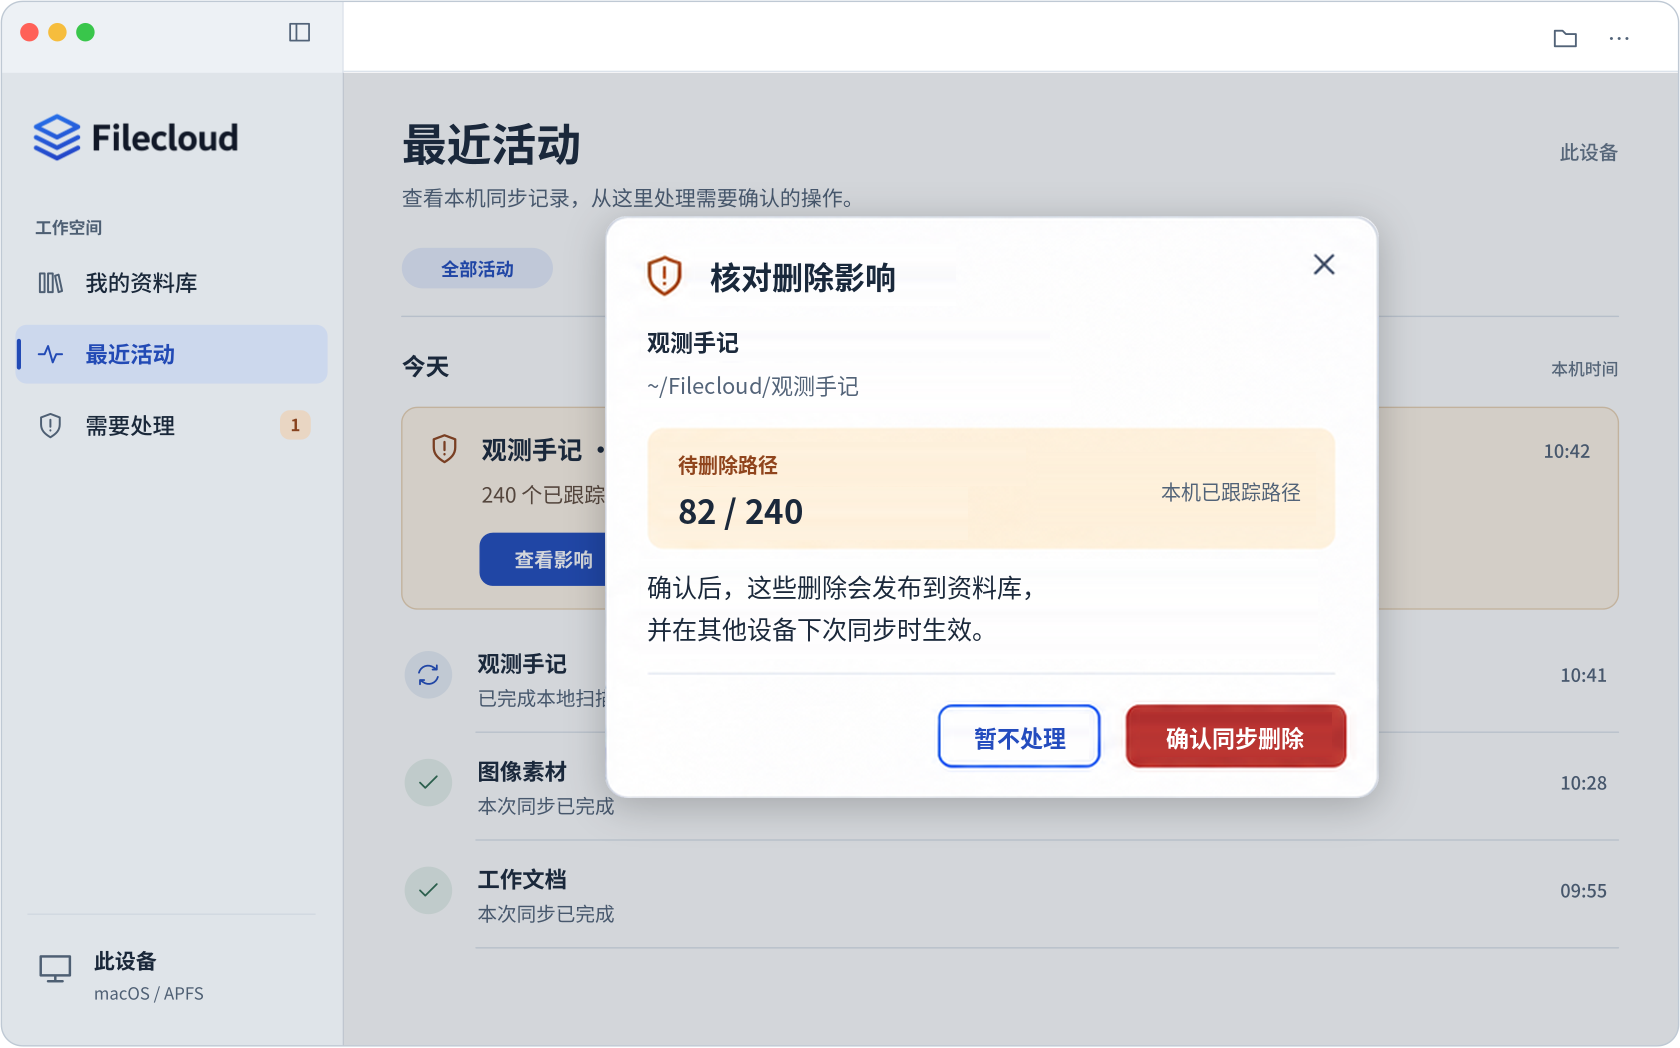 Filecloud
工作空间
我的资料库
最近活动
需要处理
1
此设备
macOS / APFS
最近活动
此设备
查看本机同步记录，从这里处理需要确认的操作。
全部活动
今天
本机时间
观测手记 ·
10:42
240 个已跟踪
查看影响
观测手记
已完成本地扫描
10:41
图像素材
本次同步已完成
10:28
工作文档
本次同步已完成
09:55
核对删除影响
观测手记
~/Filecloud/观测手记
待删除路径
82 / 240
本机已跟踪路径
确认后，这些删除会发布到资料库，
并在其他设备下次同步时生效。
暂不处理
确认同步删除